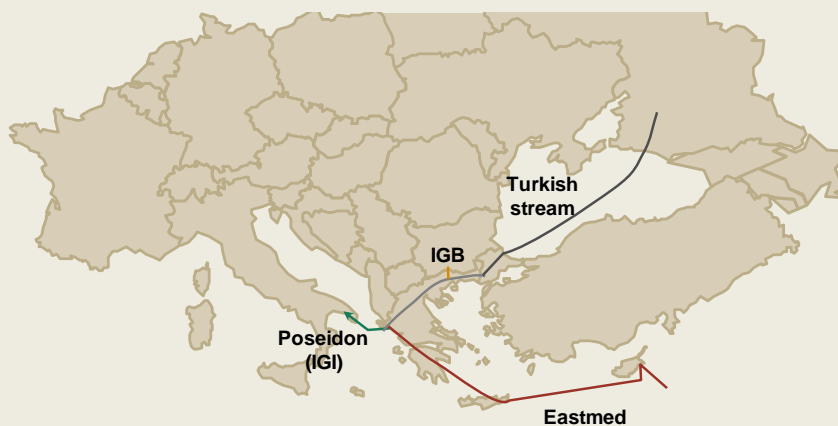 Turkish
stream
IGB
Poseidon
(IGI)
Eastmed